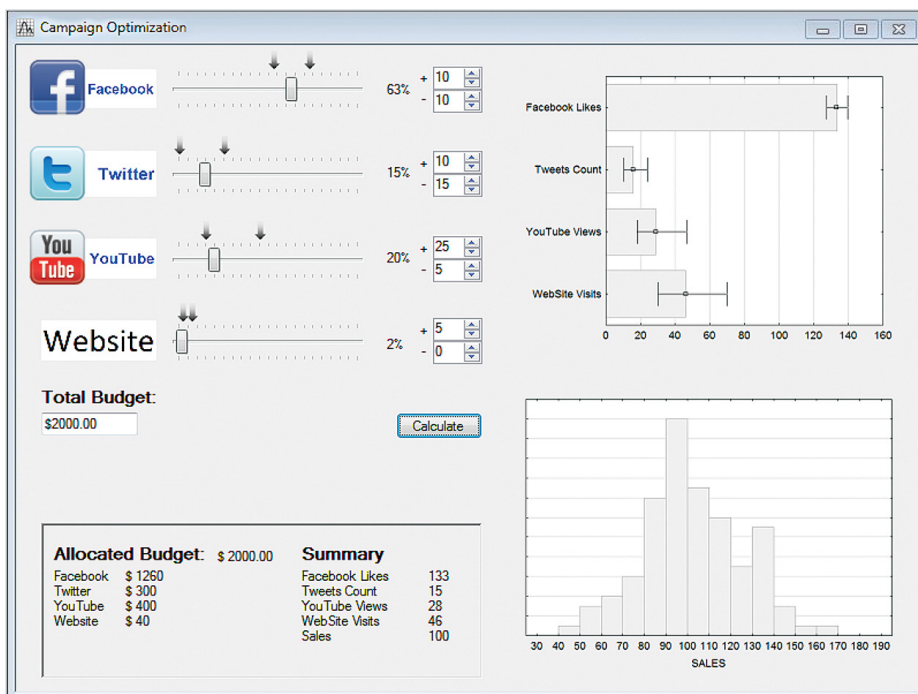 Campaign Optimization
f Facebook 63% + 10
- 10
t Twitter 15% + 10
- 15
You Tube YouTube 20% + 25
- 5
Website 2% + 5
- 0
Total Budget:
$2000.00
Calculate
Allocated Budget: $ 2000.00
Facebook $ 1260
Twitter $ 300
YouTube $ 400
Website $ 40
Summary
Facebook Likes 133
Tweets Count 15
YouTube Views 28
WebSite Visits 46
Sales 100
Facebook Likes
Tweets Count
YouTube Views
WebSite Visits
0 20 40 60 80 100 120 140 160
30 40 50 60 70 80 90 100 110 120 130 140 150 160 170 180 190
SALES